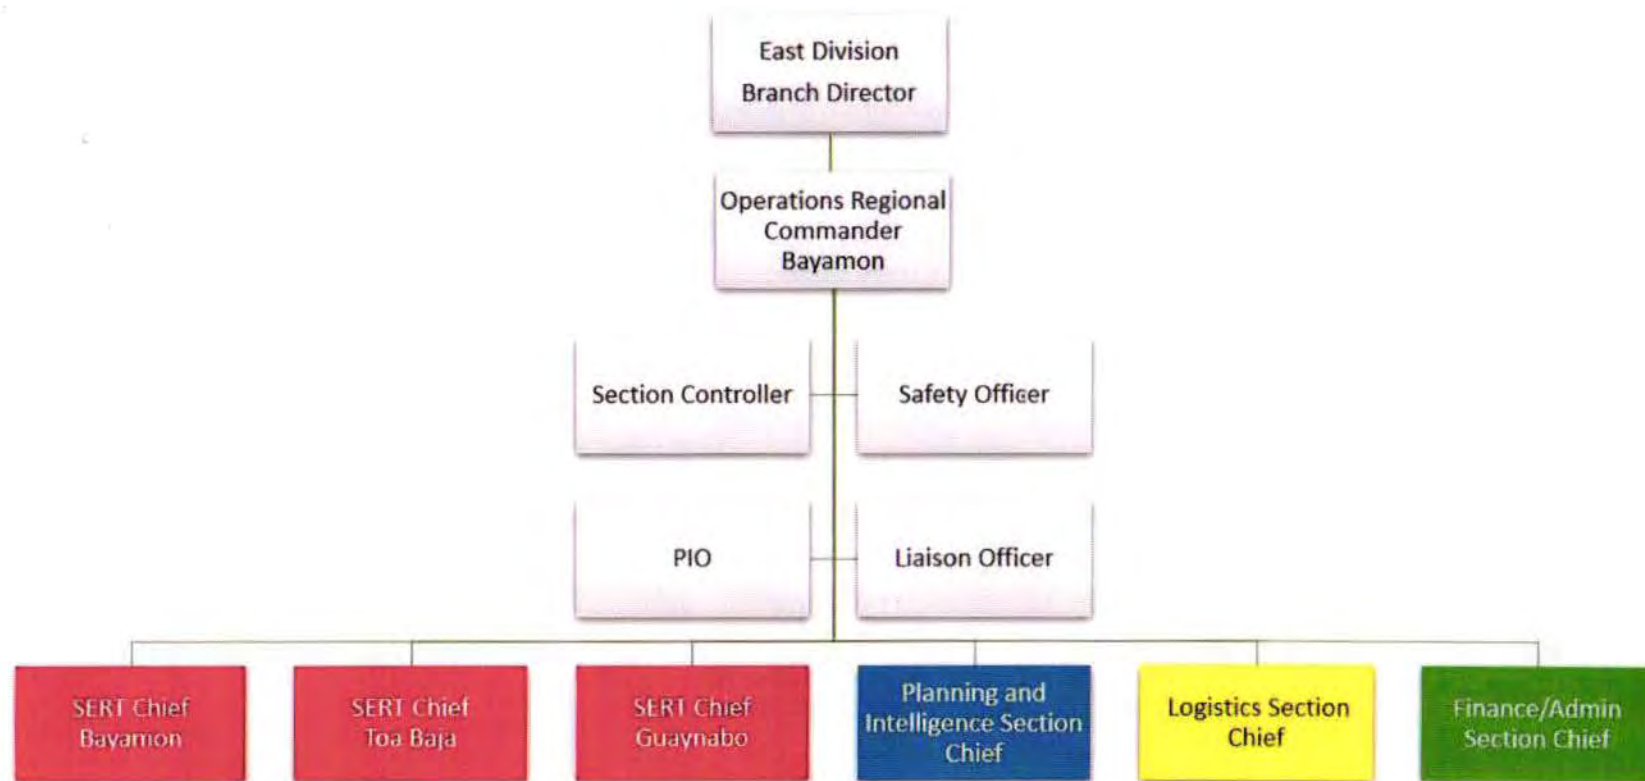 East Division
Branch Director
Operations Regional
Commander
Bayamon
Section Controller
Safety Officer
PIO
Liaison Officer
SERT Chief
Bayamon
SERT Chief
Toa Baja
SERT Chief
Guaynabo
Planning and
Intelligence Section
Chief
Logistics Section
Chief
Finance/Admin
Section Chief